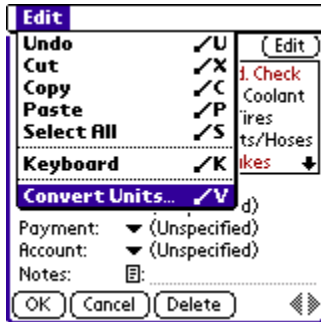 Edit
Undo /U
(Edit)
Cut /X
d. Check
Copy /C
Coolant
Paste /P
ires
Select All /S
ts/Hoses
Keyboard /K
kes
Convert Units... /V
d)
Payment: (Unspecified)
Account: (Unspecified)
Notes:
OK Cancel Delete